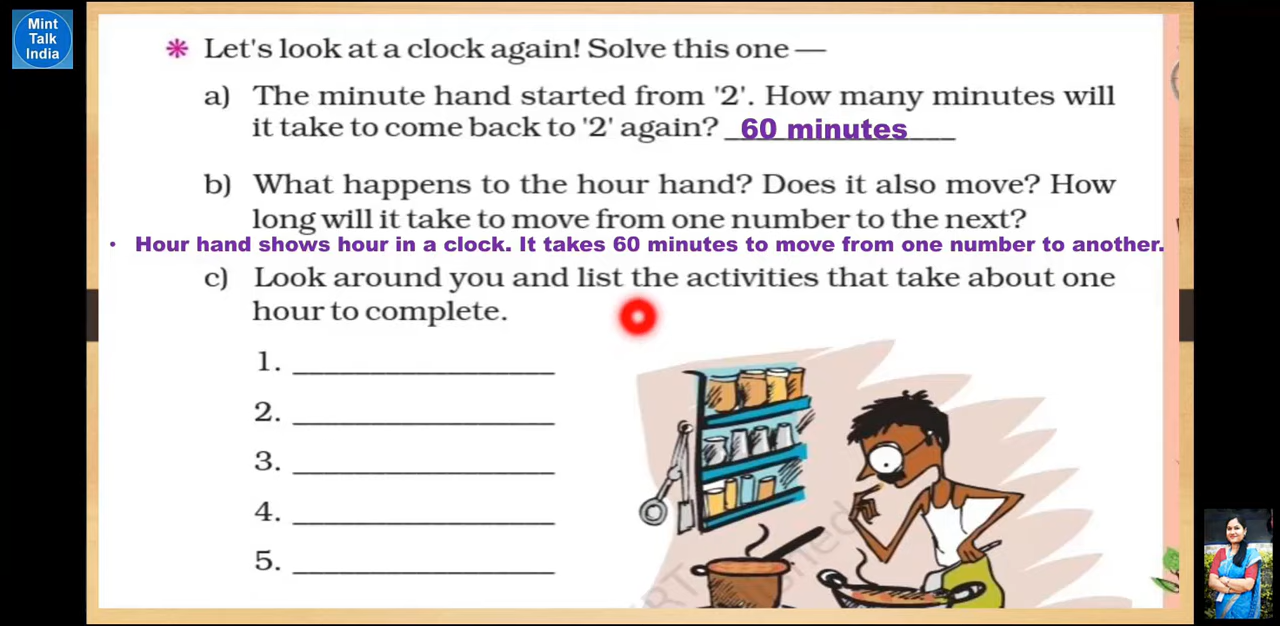 Mint
Talk
India
Let's look at a clock again! Solve this one —
a) The minute hand started from '2'. How many minutes will
it take to come back to '2' again? 60 minutes
b) What happens to the hour hand? Does it also move? How
long will it take to move from one number to the next?
• Hour hand shows hour in a clock. It takes 60 minutes to move from one number to another.
c) Look around you and list the activities that take about one
hour to complete.
1.
2.
3.
4.
5.